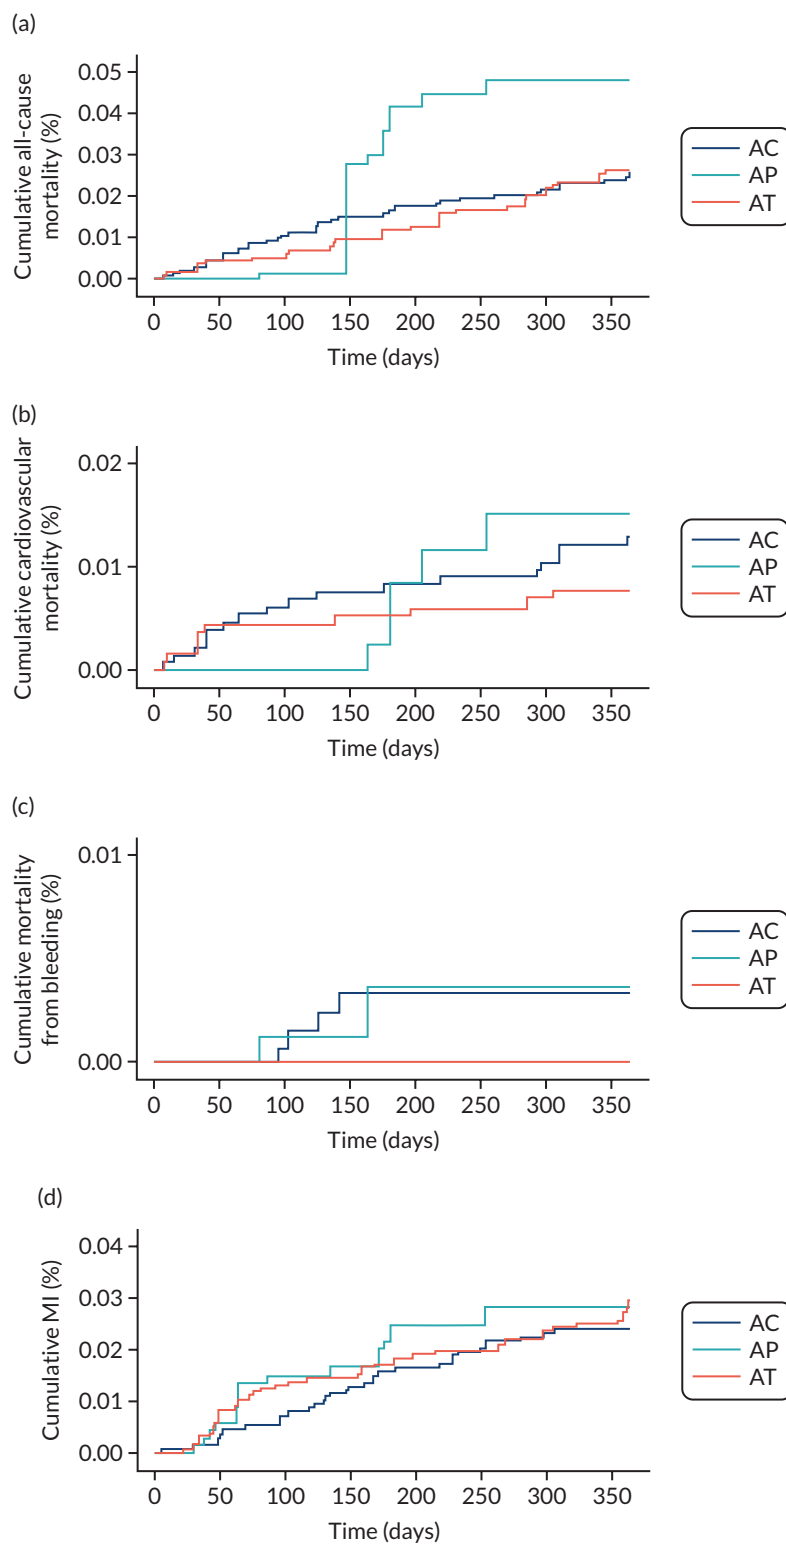 (a)
Cumulative all-cause
mortality (%)
0.05
0.04
0.03
0.02
0.01
0.00
0 50 100 150 200 250 300 350
Time (days)
AC
AP
AT
(b)
Cumulative cardiovascular
mortality (%)
0.02
0.01
0.00
0 50 100 150 200 250 300 350
Time (days)
AC
AP
AT
(c)
Cumulative mortality
from bleeding (%)
0.01
0.00
0 50 100 150 200 250 300 350
Time (days)
AC
AP
AT
(d)
Cumulative MI (%)
0.04
0.03
0.02
0.01
0.00
0 50 100 150 200 250 300 350
Time (days)
AC
AP
AT